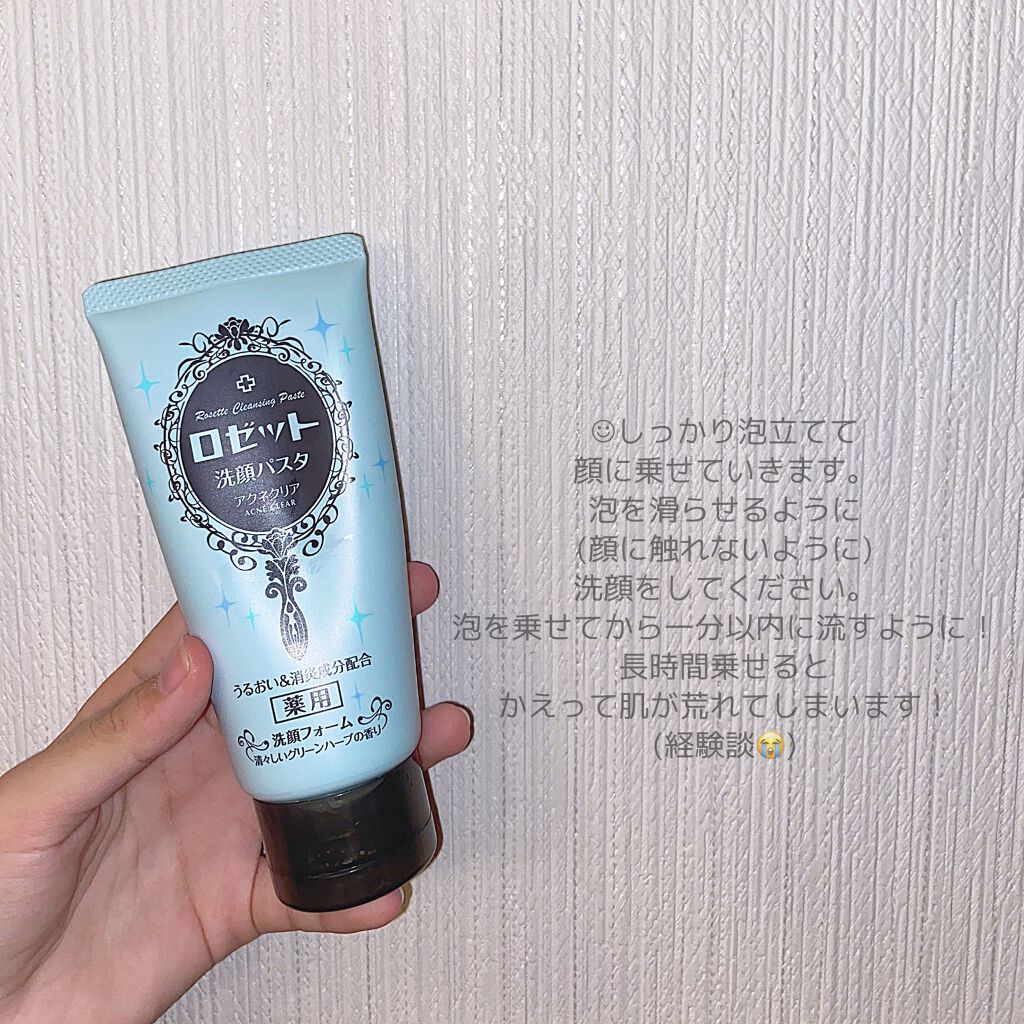 Rosette Cleansing Paste
ロゼット
洗顔パスタ
アクネクリア
ACNE CLEAR
うるおい&消炎成分配合
薬用
洗顔フォーム
清々しいグリーンハーブの香り
☺しっかり泡立てて
顔に乗せていきます。
泡を滑らせるように
(顔に触れないように)
洗顔をしてください。
泡を乗せてから一分以内に流すように
長時間乗せると
かえって肌が荒れてしまいます！
(経験談😭)